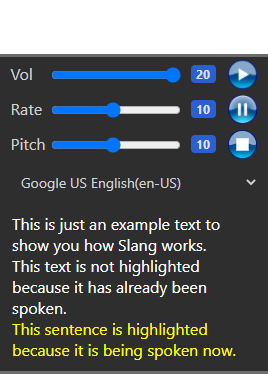 Vol 20
Rate 10
Pitch 10
Google US English(en-US)
This is just an example text to
show you how Slang works.
This text is not highlighted
because it has already been
spoken.
This sentence is highlighted
because it is being spoken now.